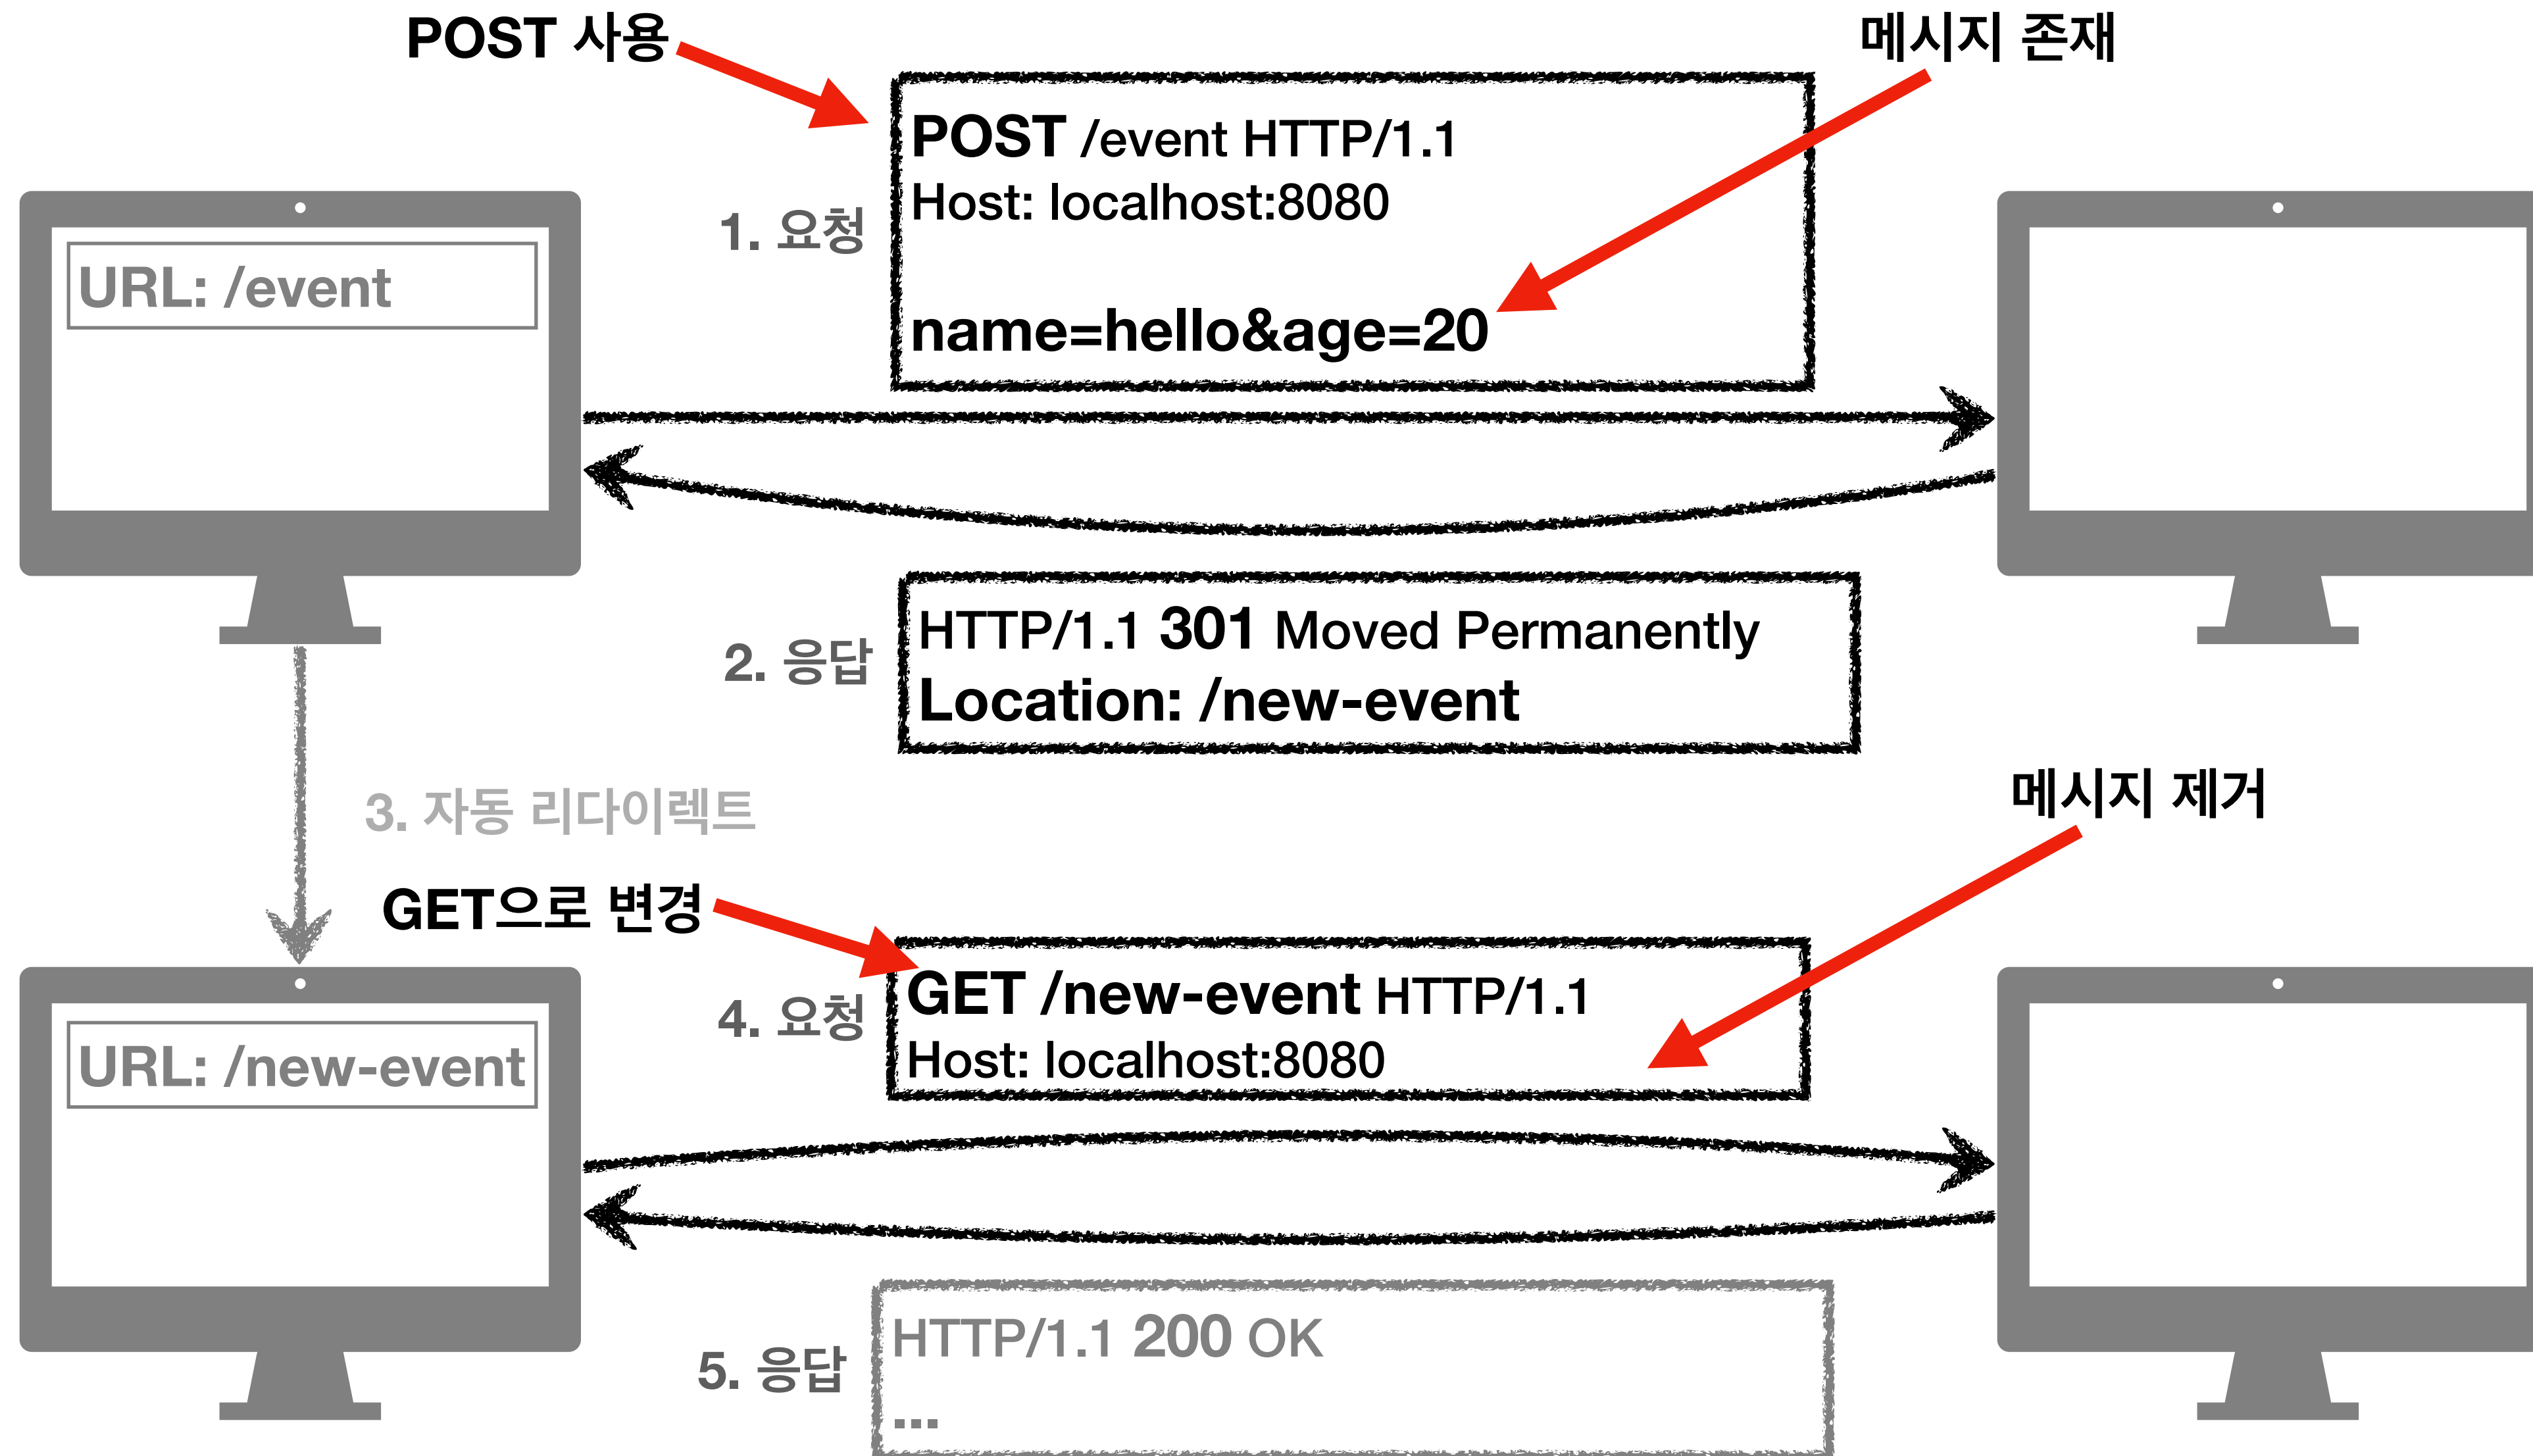 POST 사용
메시지 존재
POST /event HTTP/1.1
Host: localhost:8080
1. 요청
URL: /event
name=hello&age=20
HTTP/1.1 301 Moved Permanently
2. 응답
Location: /new-event
3. 자동 리다이렉트
메시지 제거
GET으로 변경
GET /new-event HTTP/1.1
4. 요청
Host: localhost:8080
URL: /new-event
HTTP/1.1 200 OK
5. 응답
...